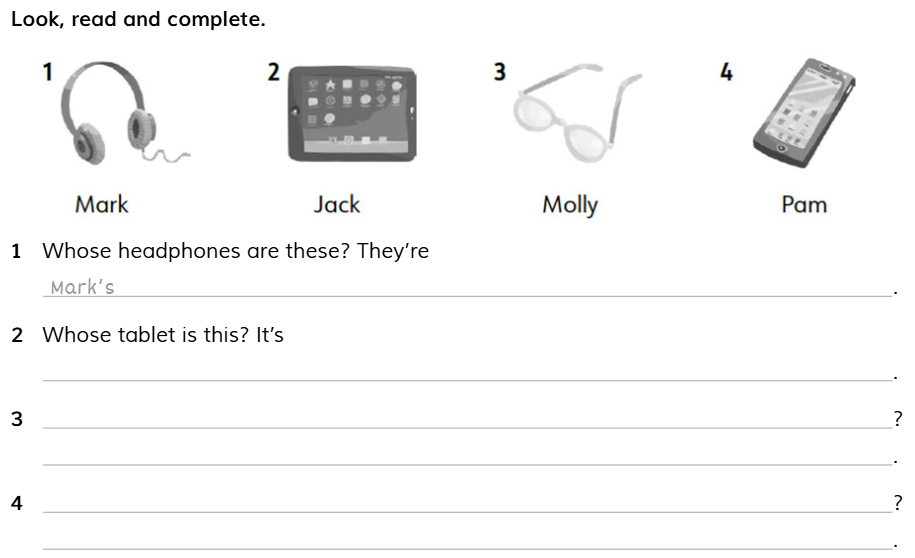 Look, read and complete.
1 2 3 4
Mark Jack Molly Pam
1 Whose headphones are these? They're
Mark's .
2 Whose tablet is this? It's
.
3 ?
.
4 ?
.